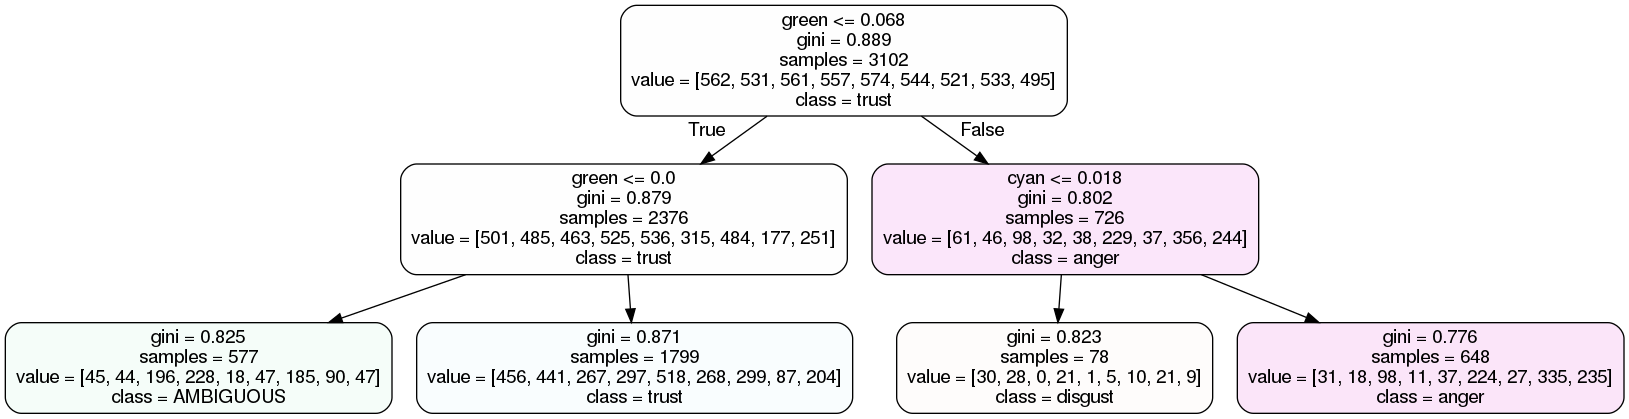 green <= 0.068
gini = 0.889
samples = 3102
value = [562, 531, 561, 557, 574, 544, 521, 533, 495]
class = trust
True
False
green <= 0.0
gini = 0.879
samples = 2376
value = [501, 485, 463, 525, 536, 315, 484, 177, 251]
class = trust
cyan <= 0.018
gini = 0.802
samples = 726
value = [61, 46, 98, 32, 38, 229, 37, 356, 244]
class = anger
gini = 0.825
samples = 577
value = [45, 44, 196, 228, 18, 47, 185, 90, 47]
class = AMBIGUOUS
gini = 0.871
samples = 1799
value = [456, 441, 267, 297, 518, 268, 299, 87, 204]
class = trust
gini = 0.823
samples = 78
value = [30, 28, 0, 21, 1, 5, 10, 21, 9]
class = disgust
gini = 0.776
samples = 648
value = [31, 18, 98, 11, 37, 224, 27, 335, 235]
class = anger